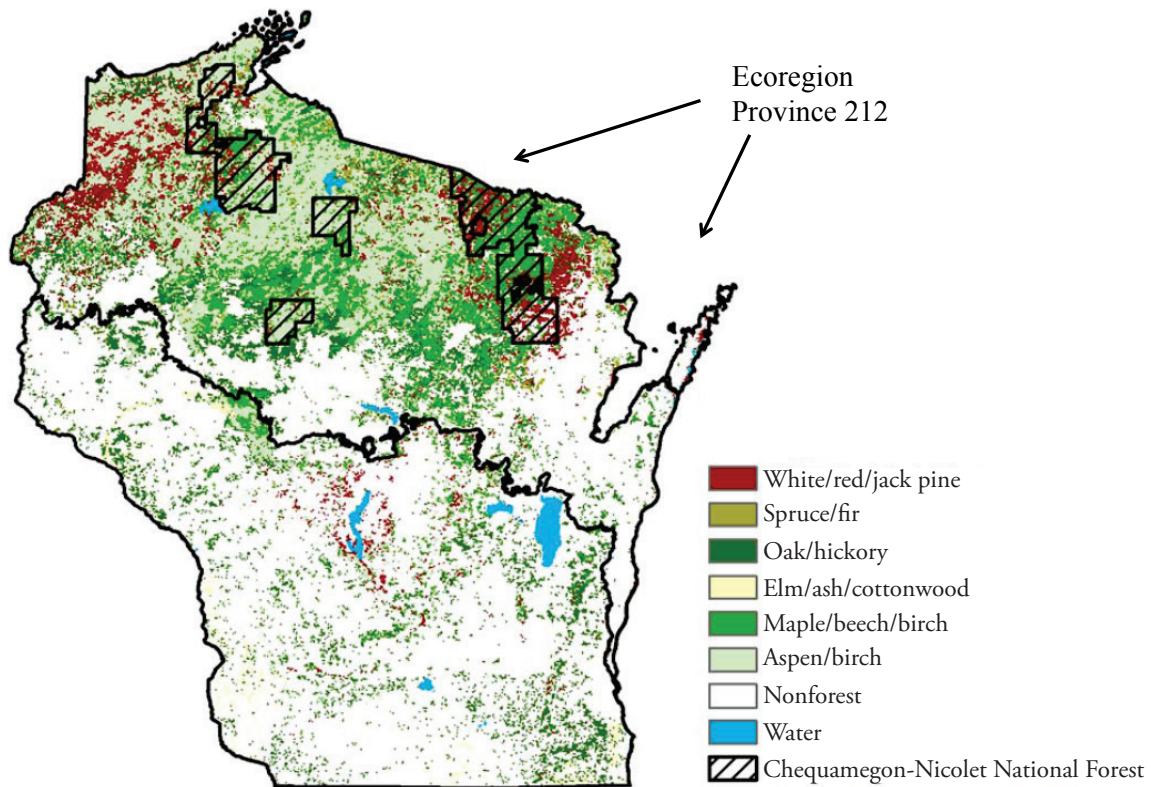 Ecoregion
Province 212
White/red/jack pine
Spruce/fir
Oak/hickory
Elm/ash/cottonwood
Maple/beech/birch
Aspen/birch
Nonforest
Water
Chequamegon-Nicolet National Forest